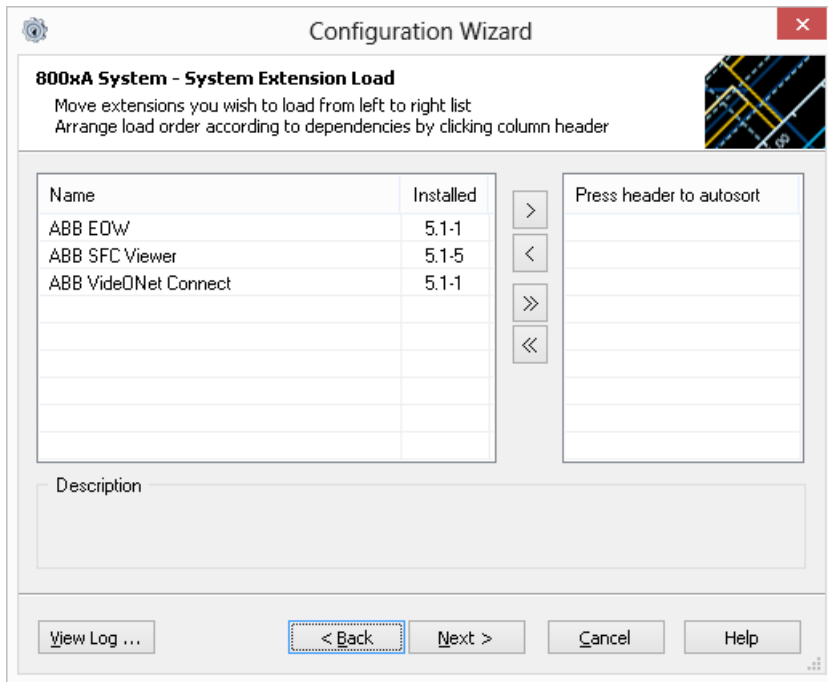 Configuration Wizard
800xA System - System Extension Load
Move extensions you wish to load from left to right list
Arrange load order according to dependencies by clicking column header
.00
Name Installed Press header to autosort
ABB EOW 5.1-1
ABB SFC Viewer 5.1-5
ABB VideONet Connect 5.1-1
>
<
>>
<<
Description
View Log ... < Back Next > Cancel Help